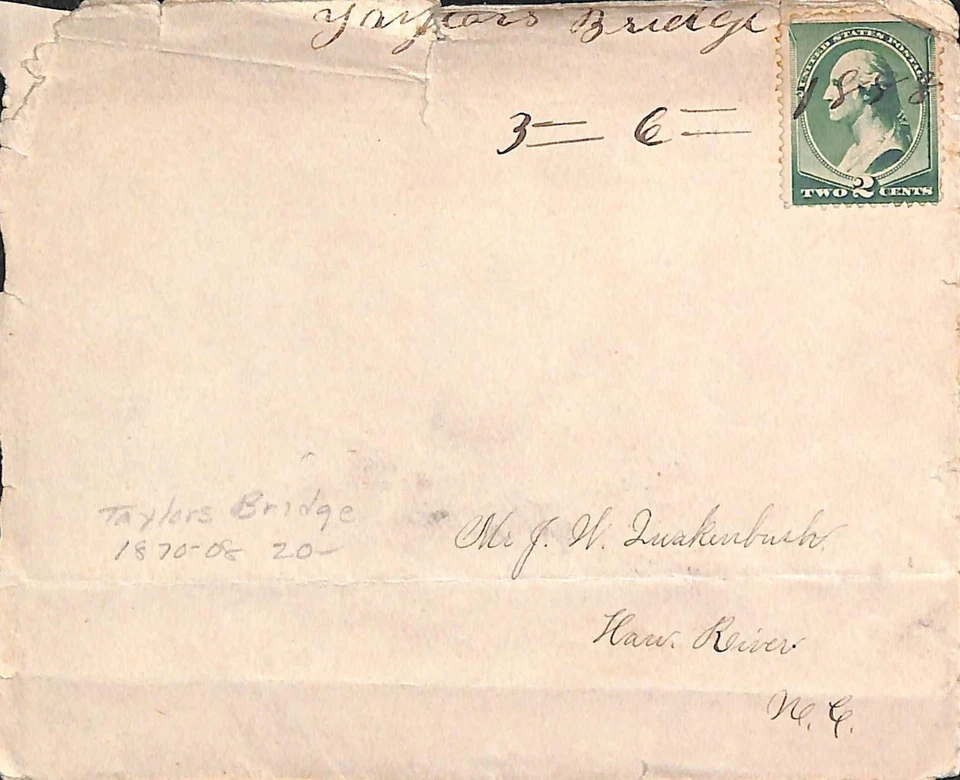 Taylors Bridge
3 = 6 =
UNITED STATES POSTAGE
1888
TWO 2 CENTS
Taylors Bridge
1870-08 20-
Mr J. W. Quakenbush.
Haw. River
N. C.